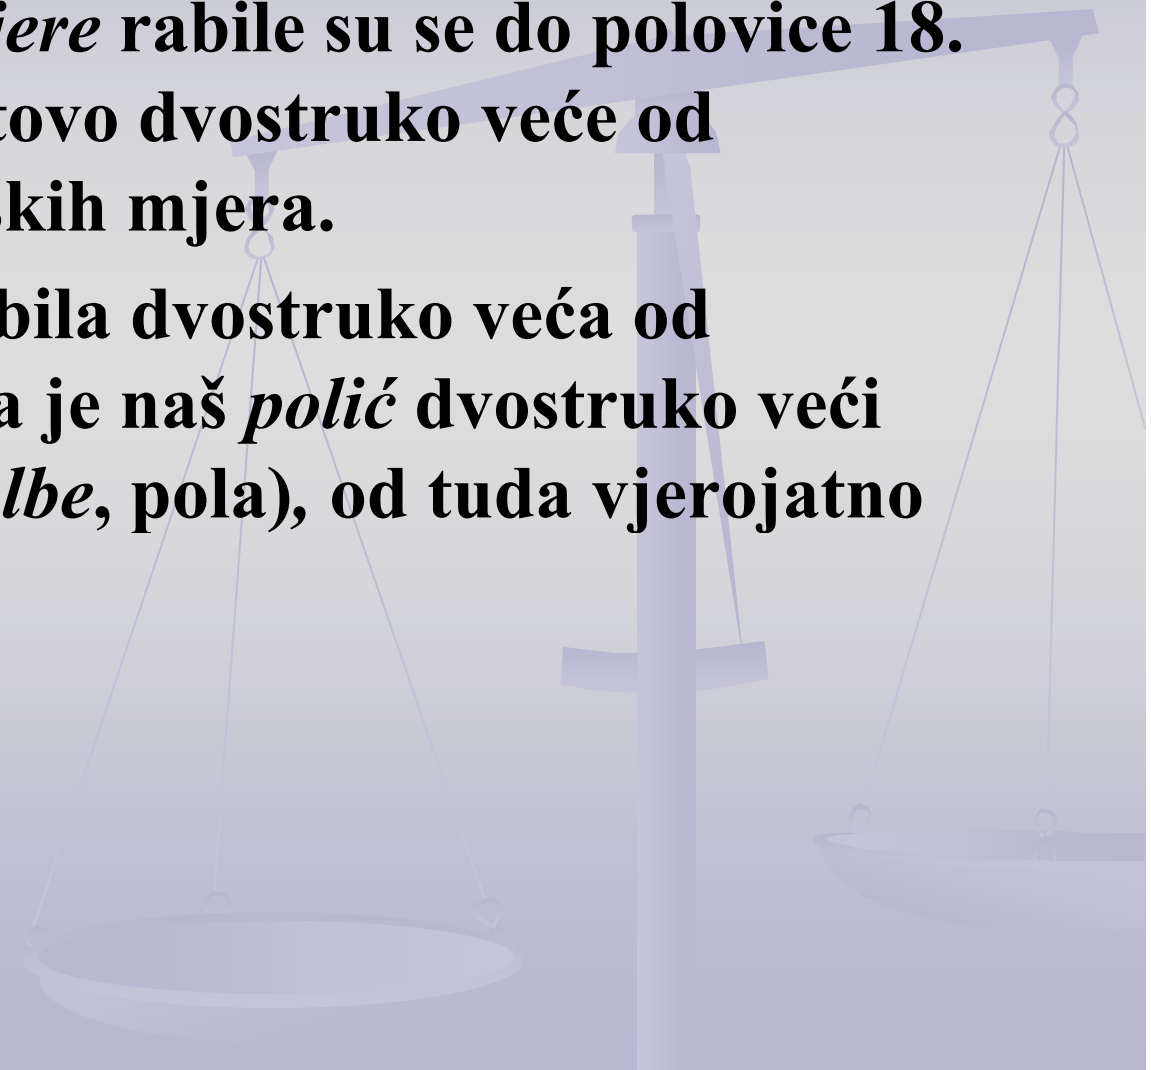 jere rabile su se do polovice 18.
tovo dvostruko veće od
skih mjera.
bila dvostruko veća od
a je naš polić dvostruko veći
lbe, pola), od tuda vjerojatno